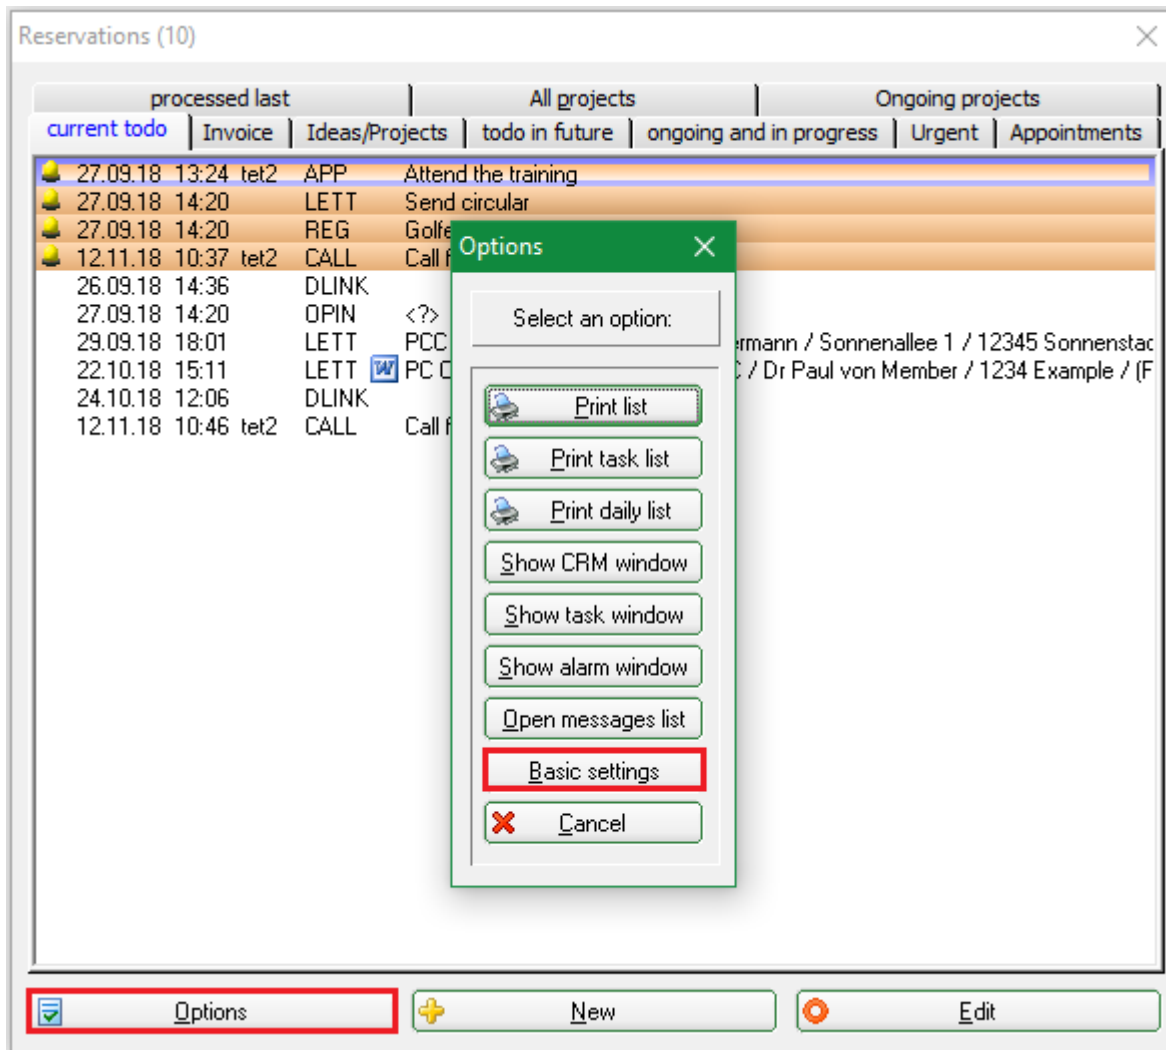 Reservations (10)
processed last All projects Ongoing projects
current todo Invoice Ideas/Projects todo in future ongoing and in progress Urgent Appointments
27.09.18 13:24 tet2 APP Attend the training
27.09.18 14:20 LETT Send circular
27.09.18 14:20 REG Golfe
12.11.18 10:37 tet2 CALL Call f
26.09.18 14:36 DLINK
27.09.18 14:20 OPIN <?>
29.09.18 18:01 LETT PCC ermann / Sonnenallee 1 / 12345 Sonnenstad
22.10.18 15:11 LETT W PC C / Dr Paul von Member / 1234 Example / (F
24.10.18 12:06 DLINK
12.11.18 10:46 tet2 CALL Call f
Options
Select an option:
Print list
Print task list
Print daily list
Show CRM window
Show task window
Show alarm window
Open messages list
Basic settings
Cancel
Options New Edit